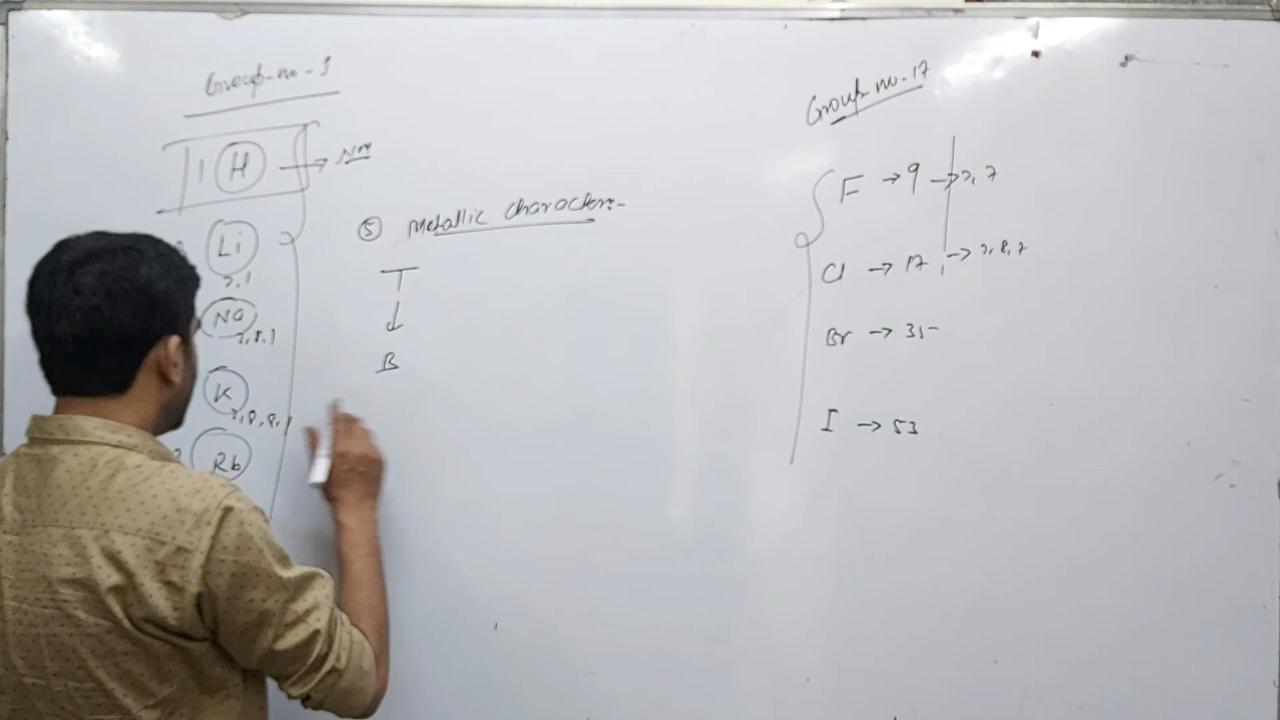 Group-no-1
1 H → NM
Li
2,1
Na
2,8,1
K
2,8,8,1
Rb
⑤ Metallic character:-
T
↓
B
Group no.-17
F → 9 → 2,7
Cl → 17, → 2,8,7
Br → 35
I → 53